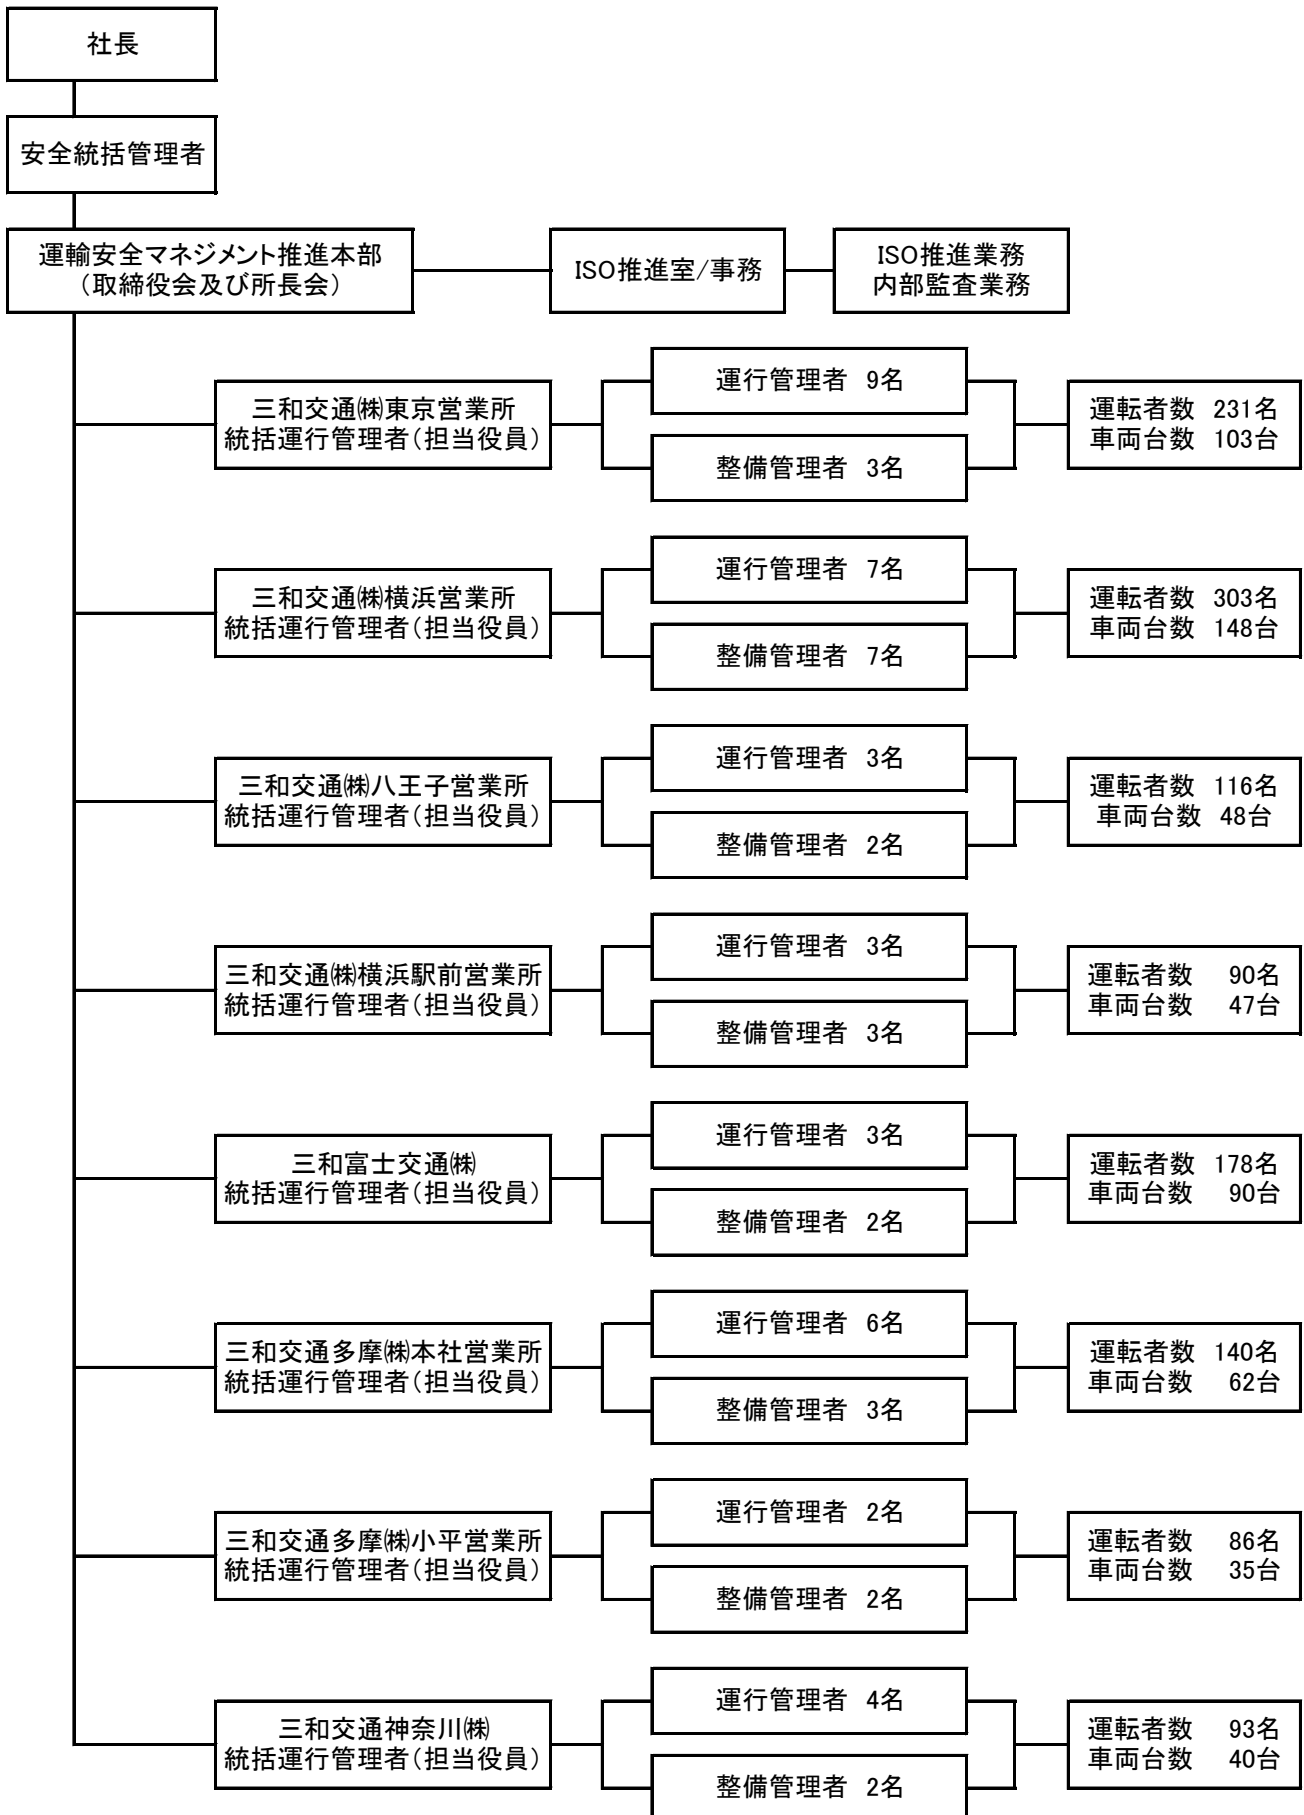 社長
安全統括管理者
運輸安全マネジメント推進本部
（取締役会及び所長会）
ISO推進室/事務
ISO推進業務
内部監査業務
三和交通㈱東京営業所
統括運行管理者（担当役員）
運行管理者 9名
整備管理者 3名
運転者数 231名
車両台数 103台
三和交通㈱横浜営業所
統括運行管理者（担当役員）
運行管理者 7名
整備管理者 7名
運転者数 303名
車両台数 148台
三和交通㈱八王子営業所
統括運行管理者（担当役員）
運行管理者 3名
整備管理者 2名
運転者数 116名
車両台数 48台
三和交通㈱横浜駅前営業所
統括運行管理者（担当役員）
運行管理者 3名
整備管理者 3名
運転者数 90名
車両台数 47台
三和富士交通㈱
統括運行管理者（担当役員）
運行管理者 3名
整備管理者 2名
運転者数 178名
車両台数 90台
三和交通多摩㈱本社営業所
統括運行管理者（担当役員）
運行管理者 6名
整備管理者 3名
運転者数 140名
車両台数 62台
三和交通多摩㈱小平営業所
統括運行管理者（担当役員）
運行管理者 2名
整備管理者 2名
運転者数 86名
車両台数 35台
三和交通神奈川㈱
統括運行管理者（担当役員）
運行管理者 4名
整備管理者 2名
運転者数 93名
車両台数 40台